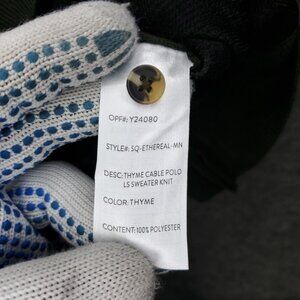 OPF#: Y24080
STYLE#: SQ-ETHEREAL-MN
DESC: THYME CABLE POLO
LS SWEATER KNIT
COLOR: THYME
CONTENT: 100% POLYESTER